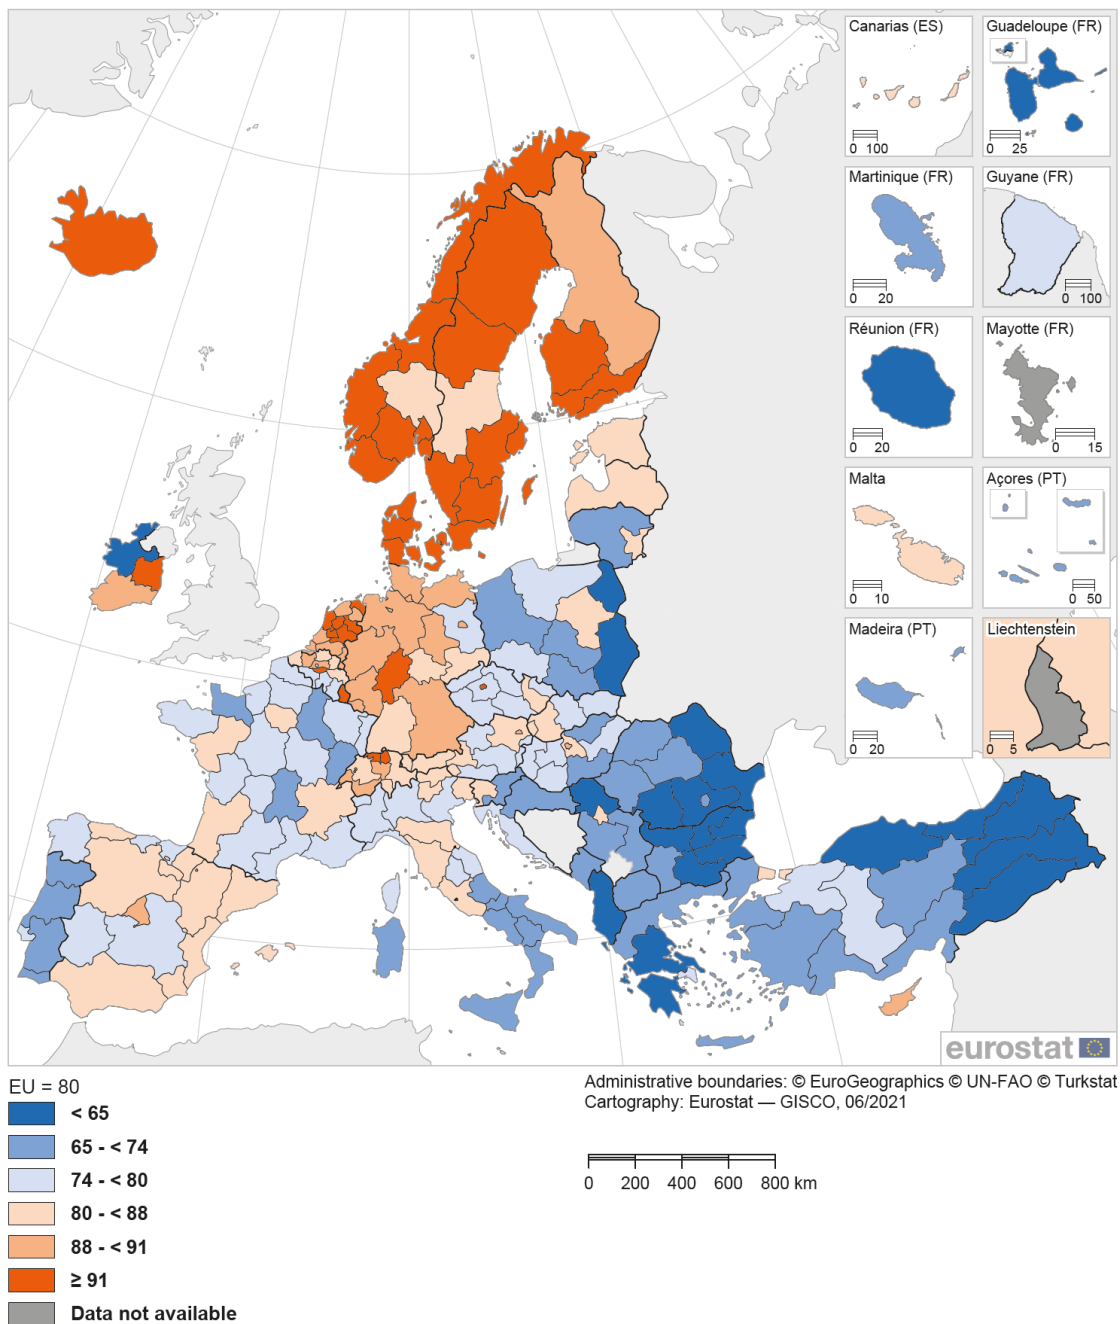 Canarias (ES)
0 100
Guadeloupe (FR)
0 25
Martinique (FR)
0 20
Guyane (FR)
0 100
Réunion (FR)
0 20
Mayotte (FR)
0 15
Malta
0 10
Açores (PT)
0 50
Madeira (PT)
0 20
Liechtenstein
0 5
eurostat
EU = 80
< 65
65 - < 74
74 - < 80
80 - < 88
88 - < 91
≥ 91
Data not available
Administrative boundaries: © EuroGeographics © UN-FAO © Turkstat
Cartography: Eurostat — GISCO, 06/2021
0 200 400 600 800 km